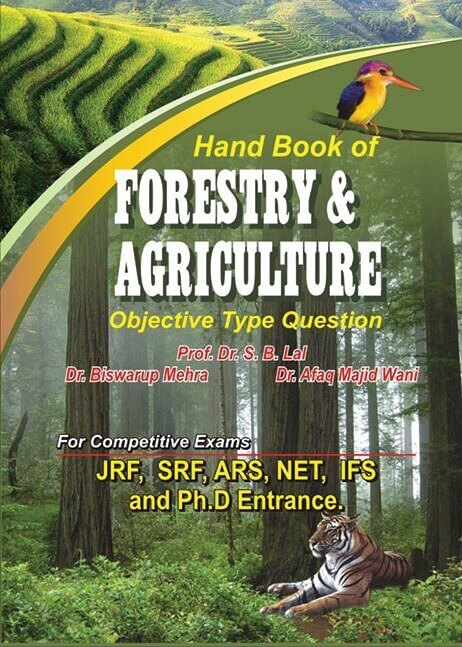 Hand Book of
FORESTRY &
AGRICULTURE
Objective Type Question
Prof. Dr. S. B. Lal
Dr. Biswarup Mehra Dr. Afaq Majid Wani
For Competitive Exams
JRF, SRF, ARS, NET, IFS
and Ph.D Entrance.